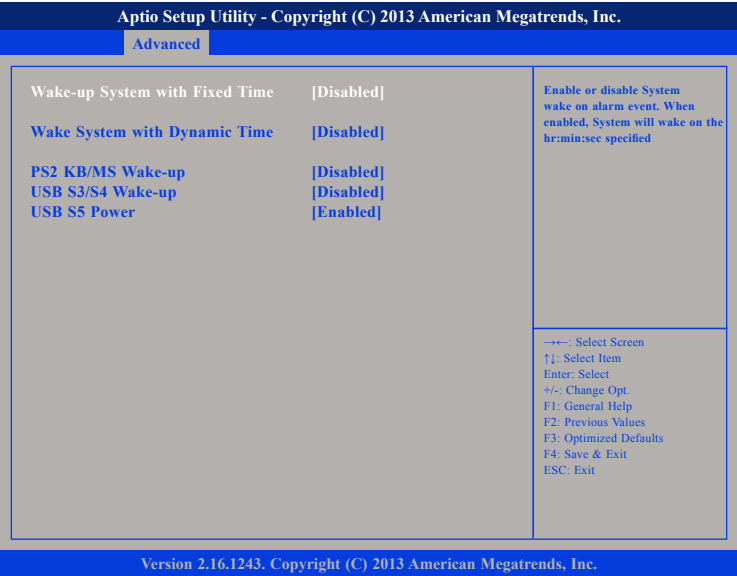 Aptio Setup Utility - Copyright (C) 2013 American Megatrends, Inc.
Advanced
Wake-up System with Fixed Time [Disabled]
Wake System with Dynamic Time [Disabled]
PS2 KB/MS Wake-up [Disabled]
USB S3/S4 Wake-up [Disabled]
USB S5 Power [Enabled]
Enable or disable System
wake on alarm event. When
enabled, System will wake on the
hr:min:sec specified
→←: Select Screen
↑↓: Select Item
Enter: Select
+/-: Change Opt.
F1: General Help
F2: Previous Values
F3: Optimized Defaults
F4: Save & Exit
ESC: Exit
Version 2.16.1243. Copyright (C) 2013 American Megatrends, Inc.